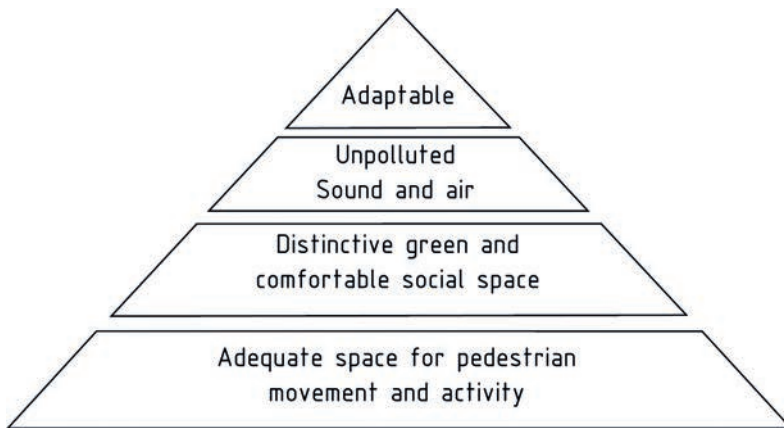 Adaptable
Unpolluted
Sound and air
Distinctive green and
comfortable social space
Adequate space for pedestrian
movement and activity